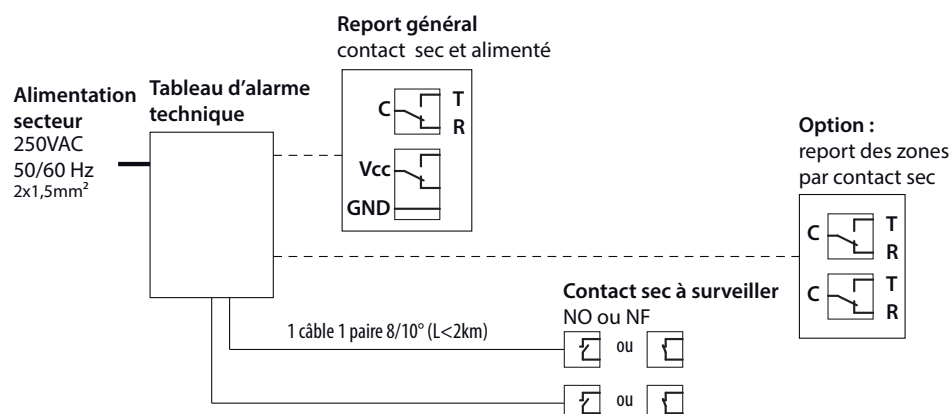 Report général
contact sec et alimenté
Alimentation
secteur
250VAC
50/60 Hz
2x1,5mm²
Tableau d’alarme
technique
C
T
R
Vcc
GND
Option :
report des zones
par contact sec
C
T
R
C
T
R
Contact sec à surveiller
NO ou NF
1 câble 1 paire 8/10° (L<2km)
ou
ou